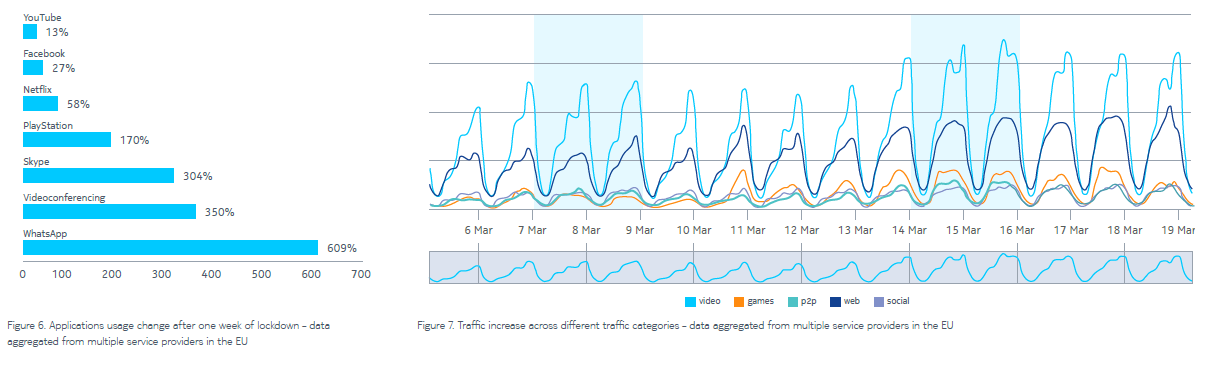 YouTube
13%
Facebook
27%
Netflix
58%
PlayStation
170%
Skype
304%
Videoconferencing
350%
WhatsApp
609%
0 100 200 300 400 500 600 700
Figure 6. Applications usage change after one week of lockdown – data
aggregated from multiple service providers in the EU
6 Mar 7 Mar 8 Mar 9 Mar 10 Mar 11 Mar 12 Mar 13 Mar 14 Mar 15 Mar 16 Mar 17 Mar 18 Mar 19 Mar
video games p2p web social
Figure 7. Traffic increase across different traffic categories – data aggregated from multiple service providers in the EU